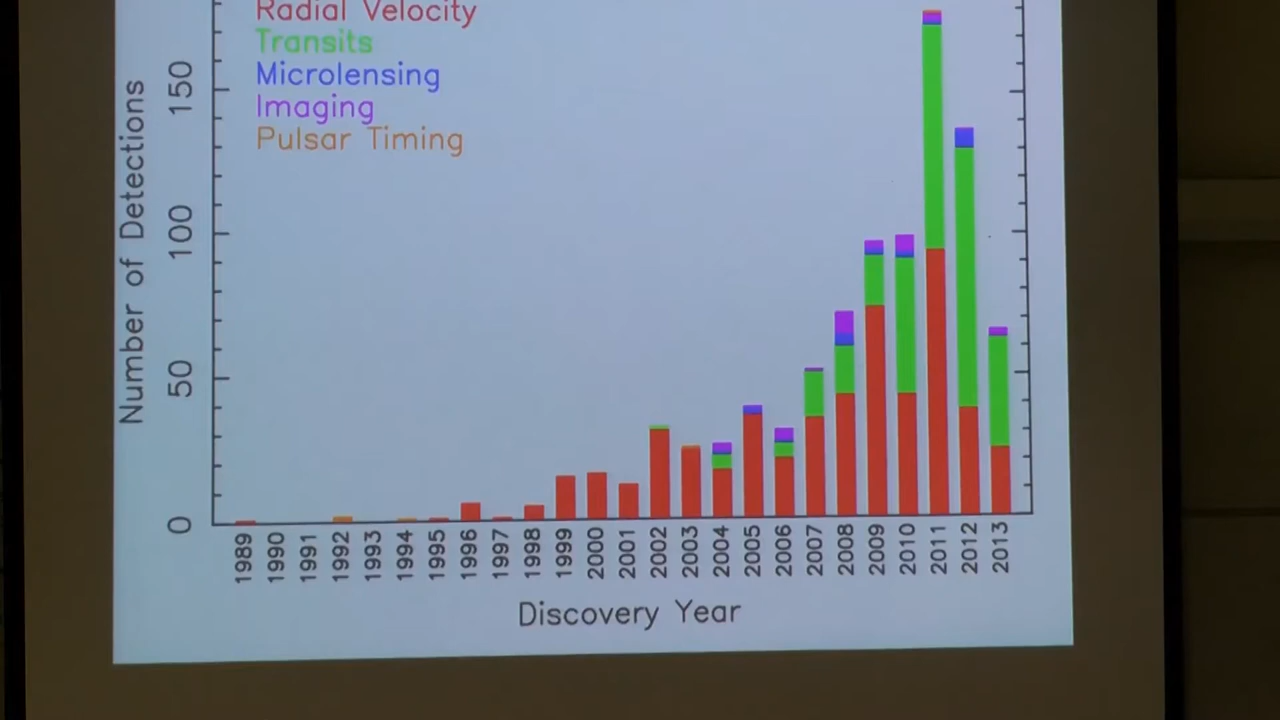 Radial Velocity
Transits
Microlensing
Imaging
Pulsar Timing
Number of Detections
150
100
50
0
1989 1990 1991 1992 1993 1994 1995 1996 1997 1998 1999 2000 2001 2002 2003 2004 2005 2006 2007 2008 2009 2010 2011 2012 2013
Discovery Year